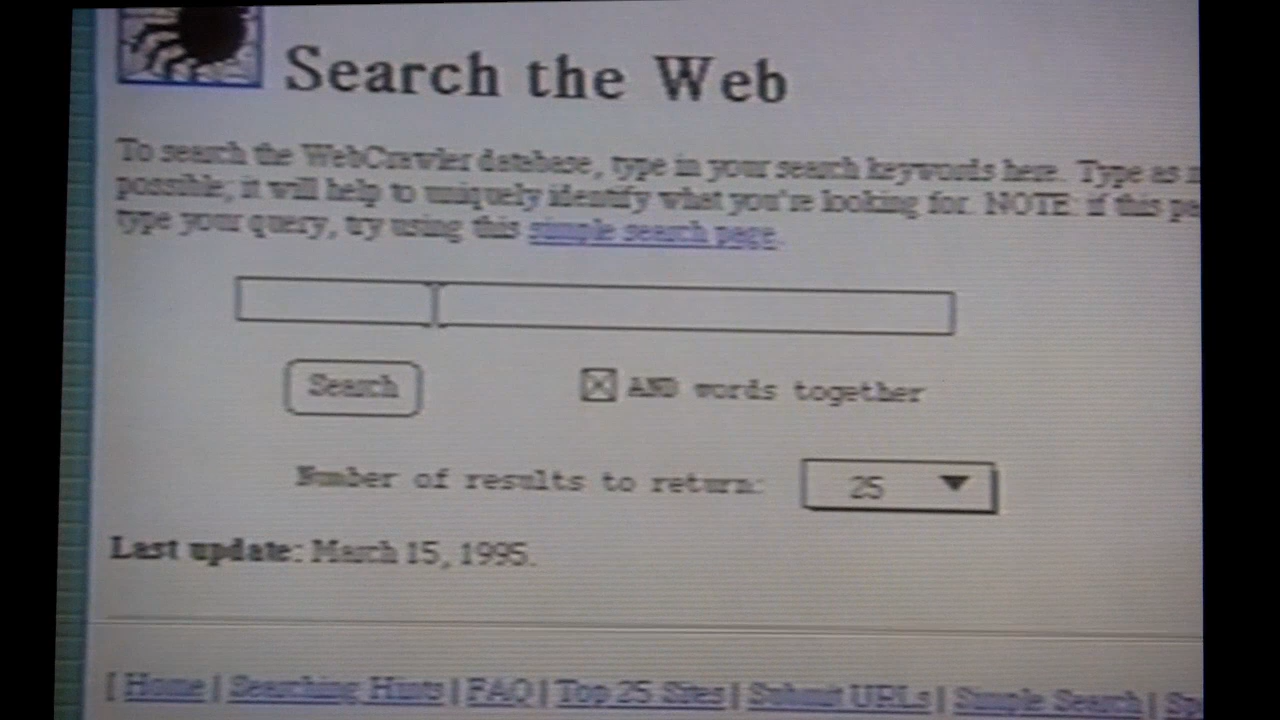 Search the Web
To search the WebCrawler database, type in your search keywords here. Type as
possible; it will help to uniquely identify what you're looking for. NOTE: if this
type your query, try using this simple search page.
Search
AND words together
Number of results to return:
25
Last update: March 15, 1995.
[ Home | Searching Hints | FAQ | Top 25 Sites | Submit URLs | Simple Search |